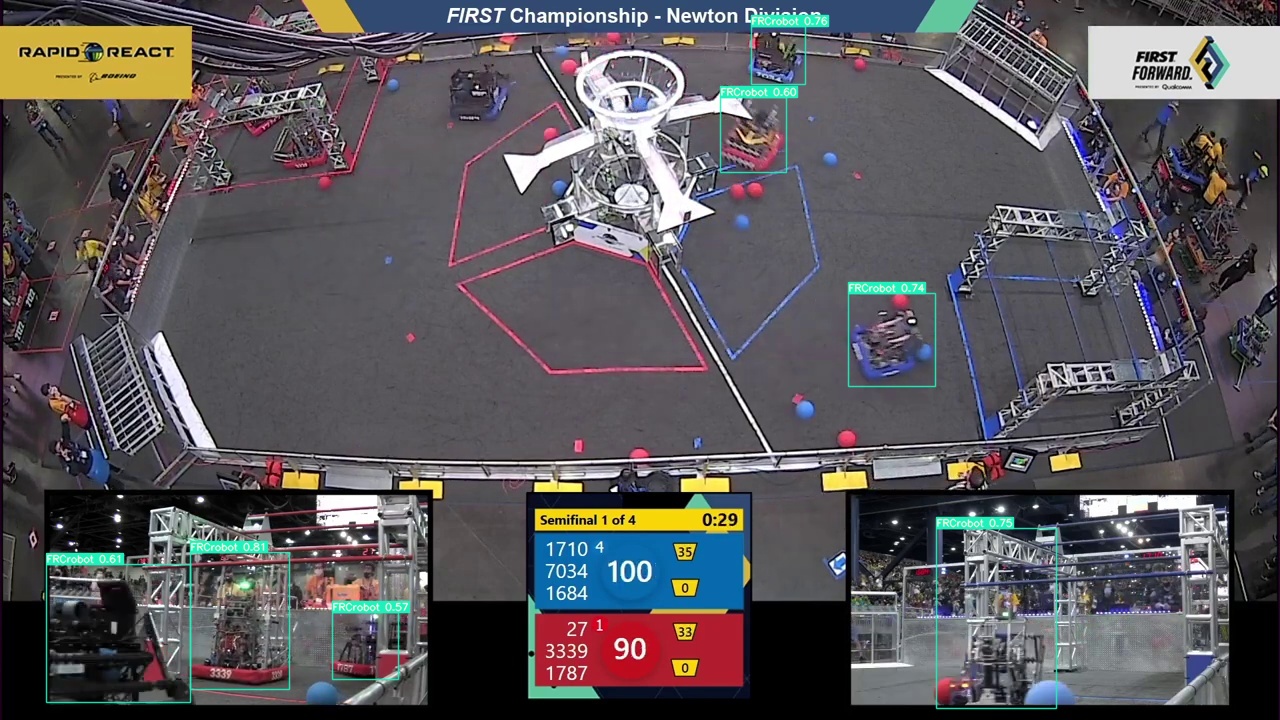 FIRST Championship - Newton Division
RAPID REACT
PRESENTED BY BOEING
FIRST
FORWARD
PRESENTED BY Qualcomm
FRCrobot 0.76
FRCrobot 0.60
FRCrobot 0.74
FRCrobot 0.61
FRCrobot 0.81
FRCrobot 0.57
3339
1787
FRCrobot 0.75
Semifinal 1 of 4 0:29
1710 4
7034
1684
100
35
0
27 1
3339
1787
90
33
0